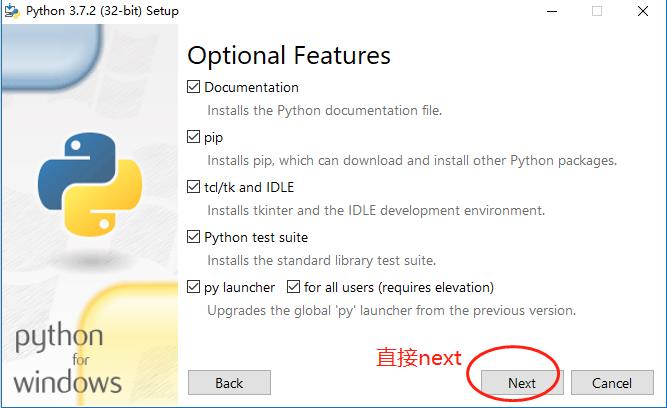 Python 3.7.2 (32-bit) Setup
Optional Features
Documentation
Installs the Python documentation file.
pip
Installs pip, which can download and install other Python packages.
tcl/tk and IDLE
Installs tkinter and the IDLE development environment.
Python test suite
Installs the standard library test suite.
py launcher for all users (requires elevation)
Upgrades the global 'py' launcher from the previous version.
python
for
windows
直接next
Back Next Cancel